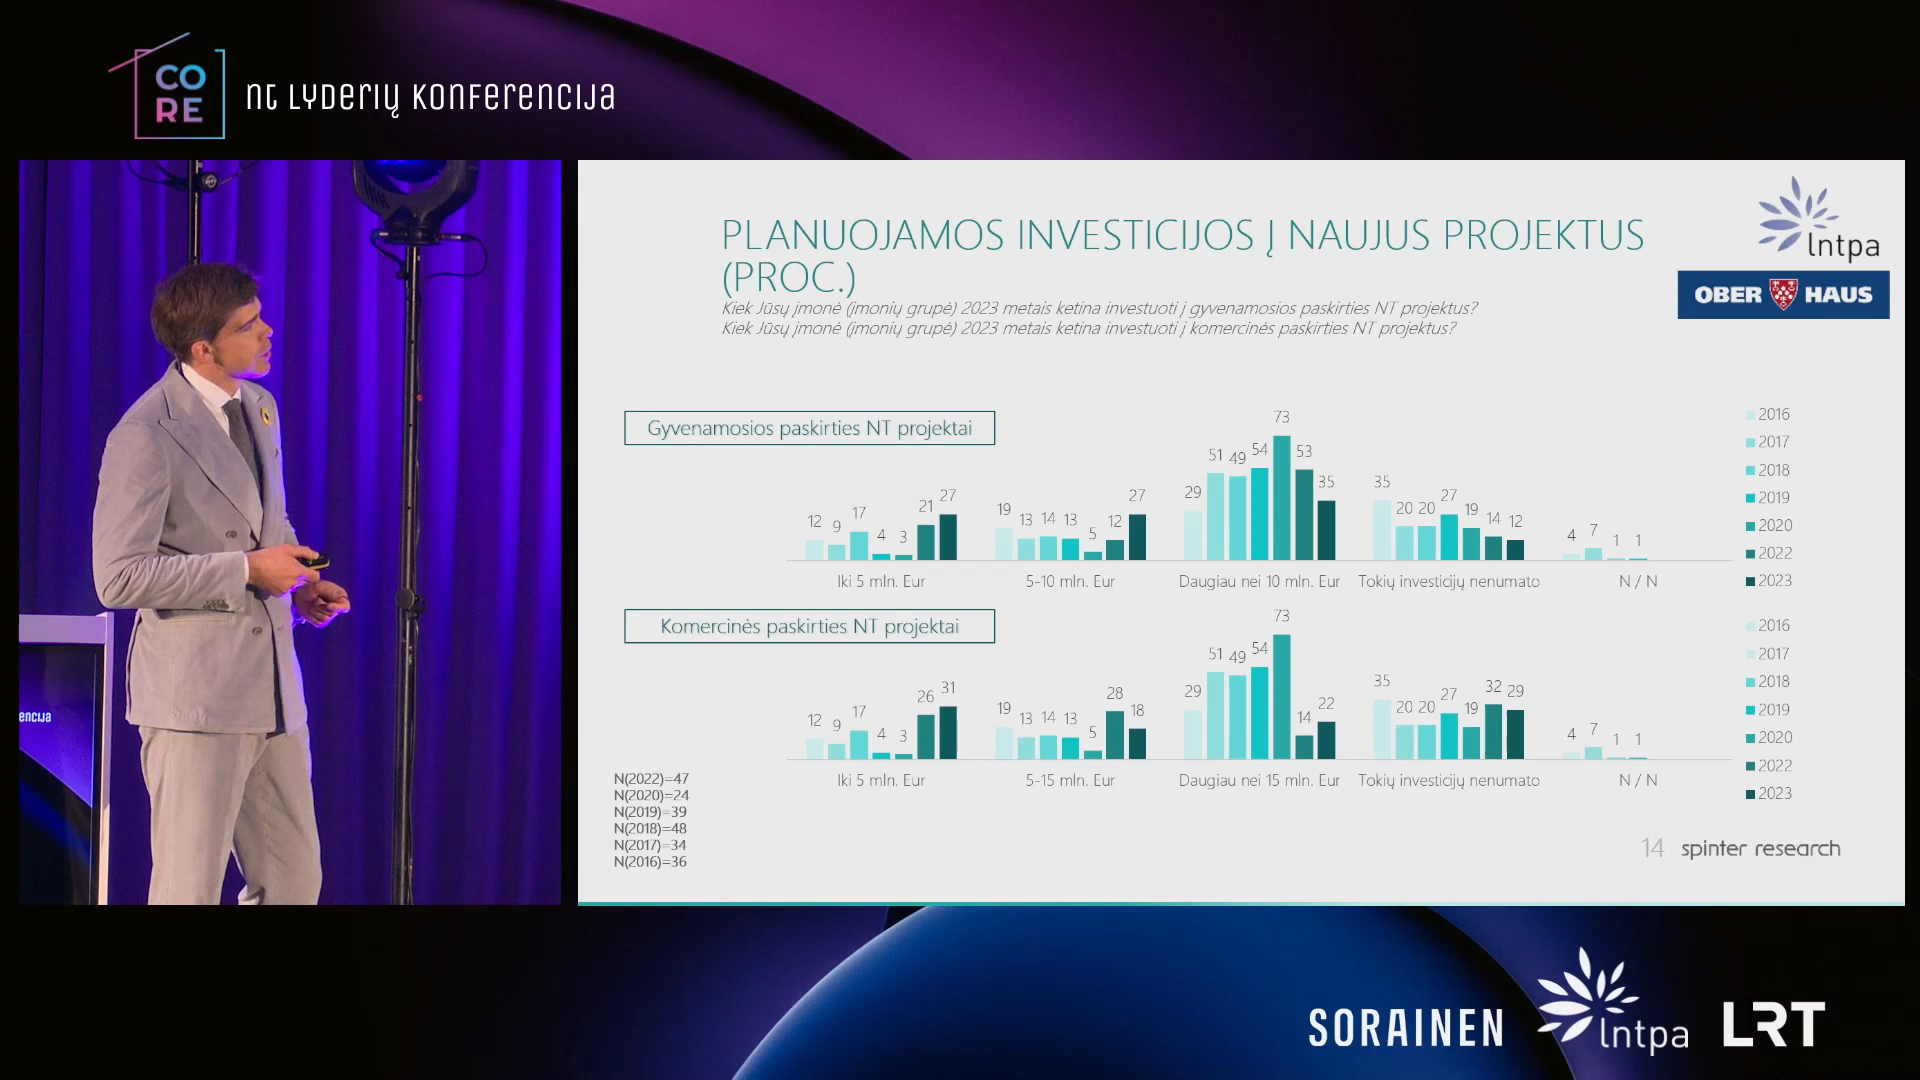 CO
RE
nt Lyderių Konferencija
encija
PLANUOJAMOS INVESTICIJOS Į NAUJUS PROJEKTUS
(PROC.)
Kiek Jūsų įmonė (įmonių grupė) 2023 metais ketina investuoti į gyvenamosios paskirties NT projektus?
Kiek Jūsų įmonė (įmonių grupė) 2023 metais ketina investuoti į komercinės paskirties NT projektus?
lntpa
OBER HAUS
Gyvenamosios paskirties NT projektai
12 9 17 4 3 21 27
19 13 14 13 5 12 27
29 51 49 54 73 53 35
35 20 20 27 19 14 12
4 7 1 1
Iki 5 mln. Eur
5-10 mln. Eur
Daugiau nei 10 mln. Eur
Tokių investicijų nenumato
N / N
2016
2017
2018
2019
2020
2022
2023
Komercinės paskirties NT projektai
12 9 17 4 3 26 31
19 13 14 13 5 28 18
29 51 49 54 73 14 22
35 20 20 27 19 32 29
4 7 1 1
Iki 5 mln. Eur
5-15 mln. Eur
Daugiau nei 15 mln. Eur
Tokių investicijų nenumato
N / N
2016
2017
2018
2019
2020
2022
2023
N(2022)=47
N(2020)=24
N(2019)=39
N(2018)=48
N(2017)=34
N(2016)=36
14 spinter research
SORAINEN
lntpa
LRT